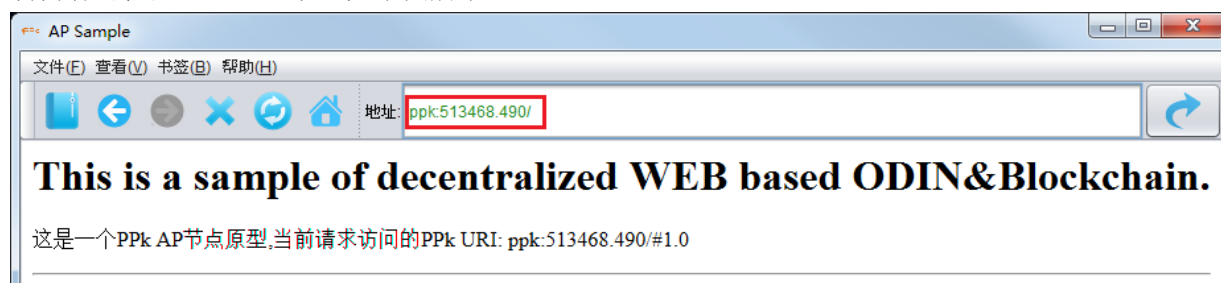 AP Sample
文件(F) 查看(V) 书签(B) 帮助(H)
地址: ppk:513468.490/
This is a sample of decentralized WEB based ODIN&Blockchain.
这是一个PPk AP节点原型,当前请求访问的PPk URI: ppk:513468.490/#1.0